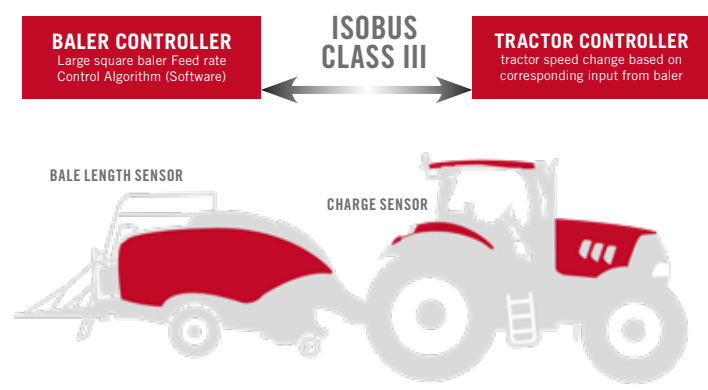 BALER CONTROLLER
Large square baler Feed rate
Control Algorithm (Software)
ISOBUS
CLASS III
TRACTOR CONTROLLER
tractor speed change based on
corresponding input from baler
BALE LENGTH SENSOR
CHARGE SENSOR